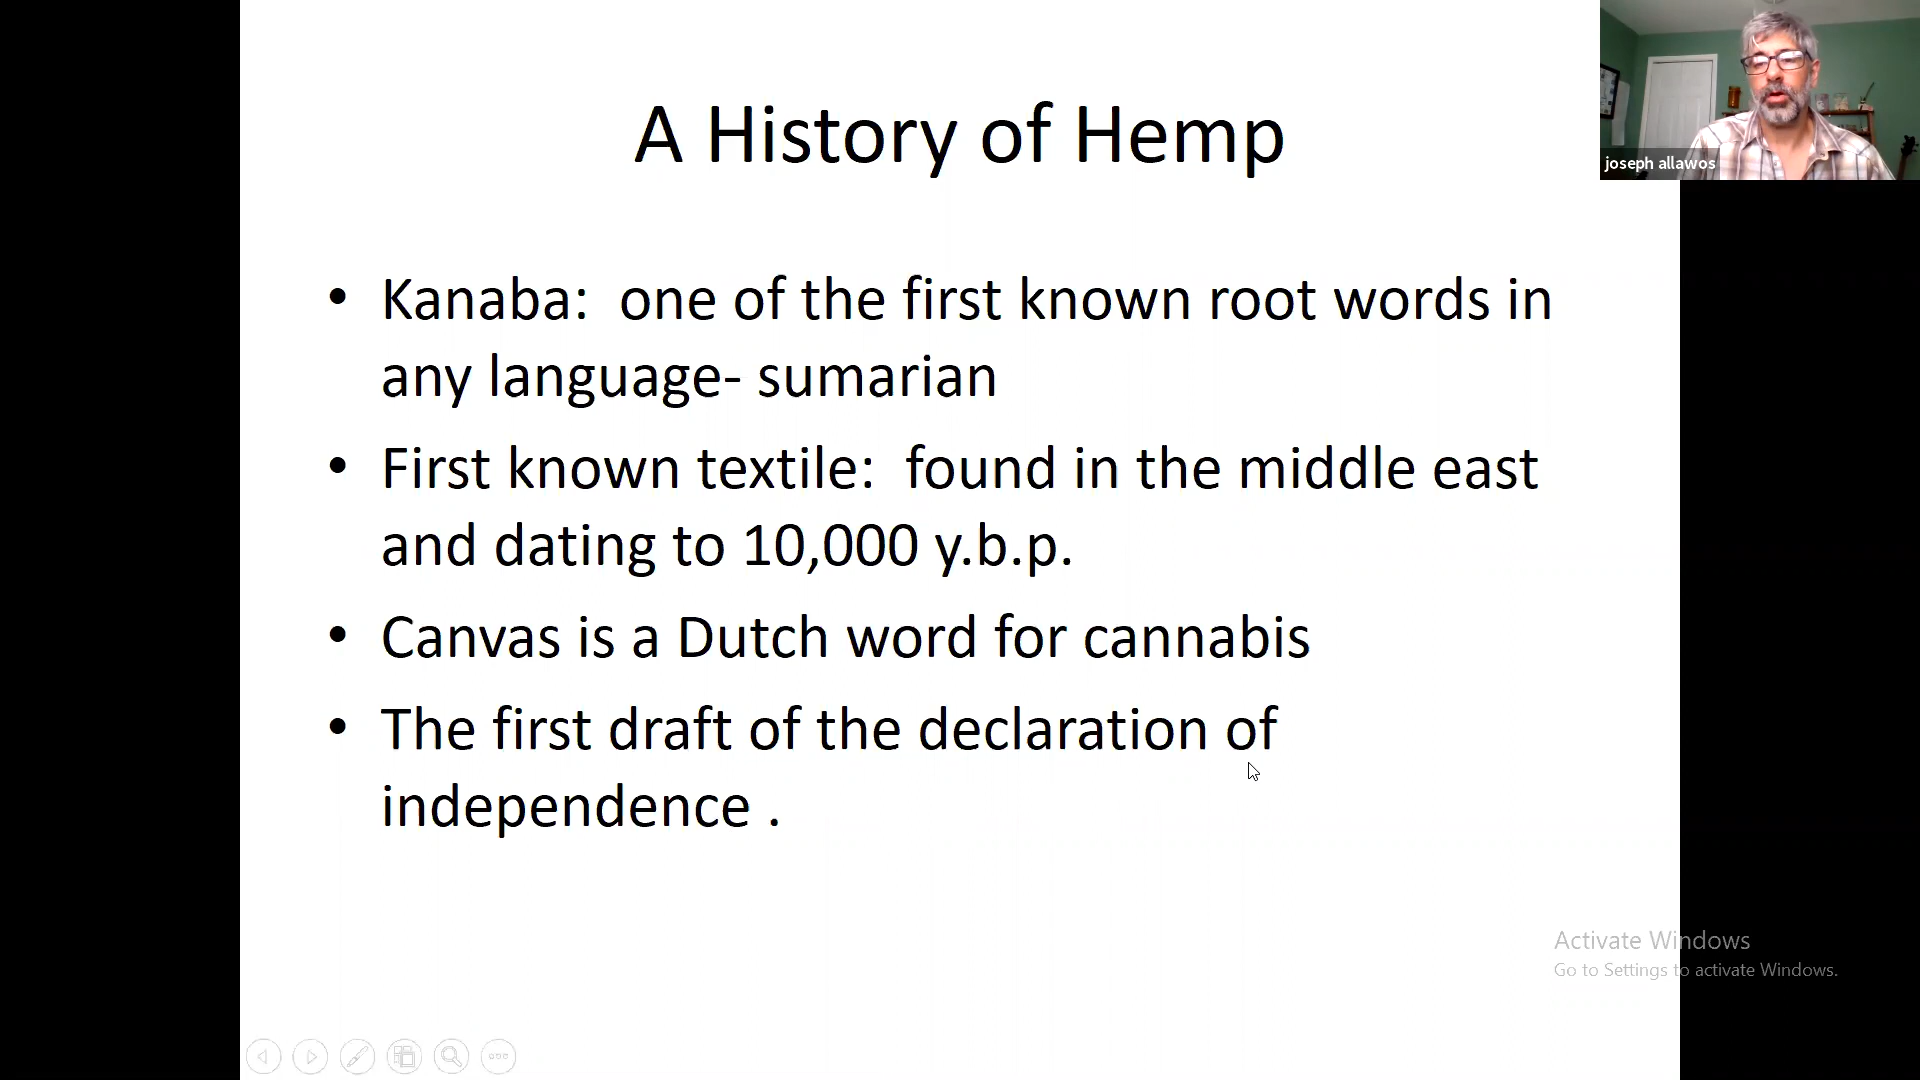 A History of Hemp
joseph allawos
• Kanaba:  one of the first known root words in
any language- sumarian
• First known textile:  found in the middle east
and dating to 10,000 y.b.p.
• Canvas is a Dutch word for cannabis
• The first draft of the declaration of
independence .
Activate Windows
Go to Settings to activate Windows.